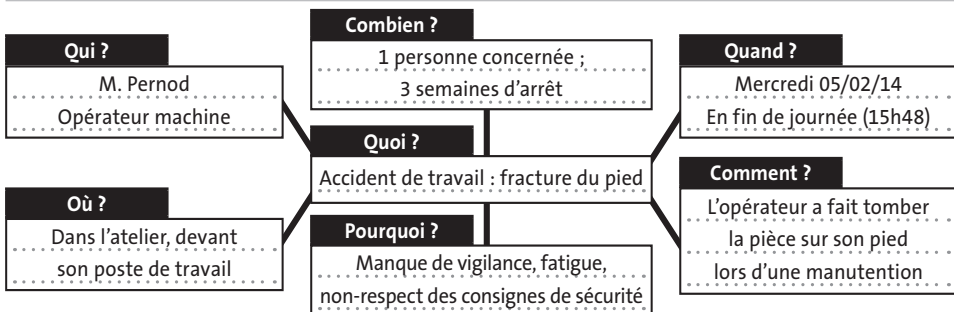 Qui ?
M. Pernod
Opérateur machine
Combien ?
1 personne concernée ;
3 semaines d'arrêt
Quand ?
Mercredi 05/02/14
En fin de journée (15h48)
Quoi ?
Accident de travail : fracture du pied
Où ?
Dans l'atelier, devant
son poste de travail
Pourquoi ?
Manque de vigilance, fatigue,
non-respect des consignes de sécurité
Comment ?
L'opérateur a fait tomber
la pièce sur son pied
lors d'une manutention